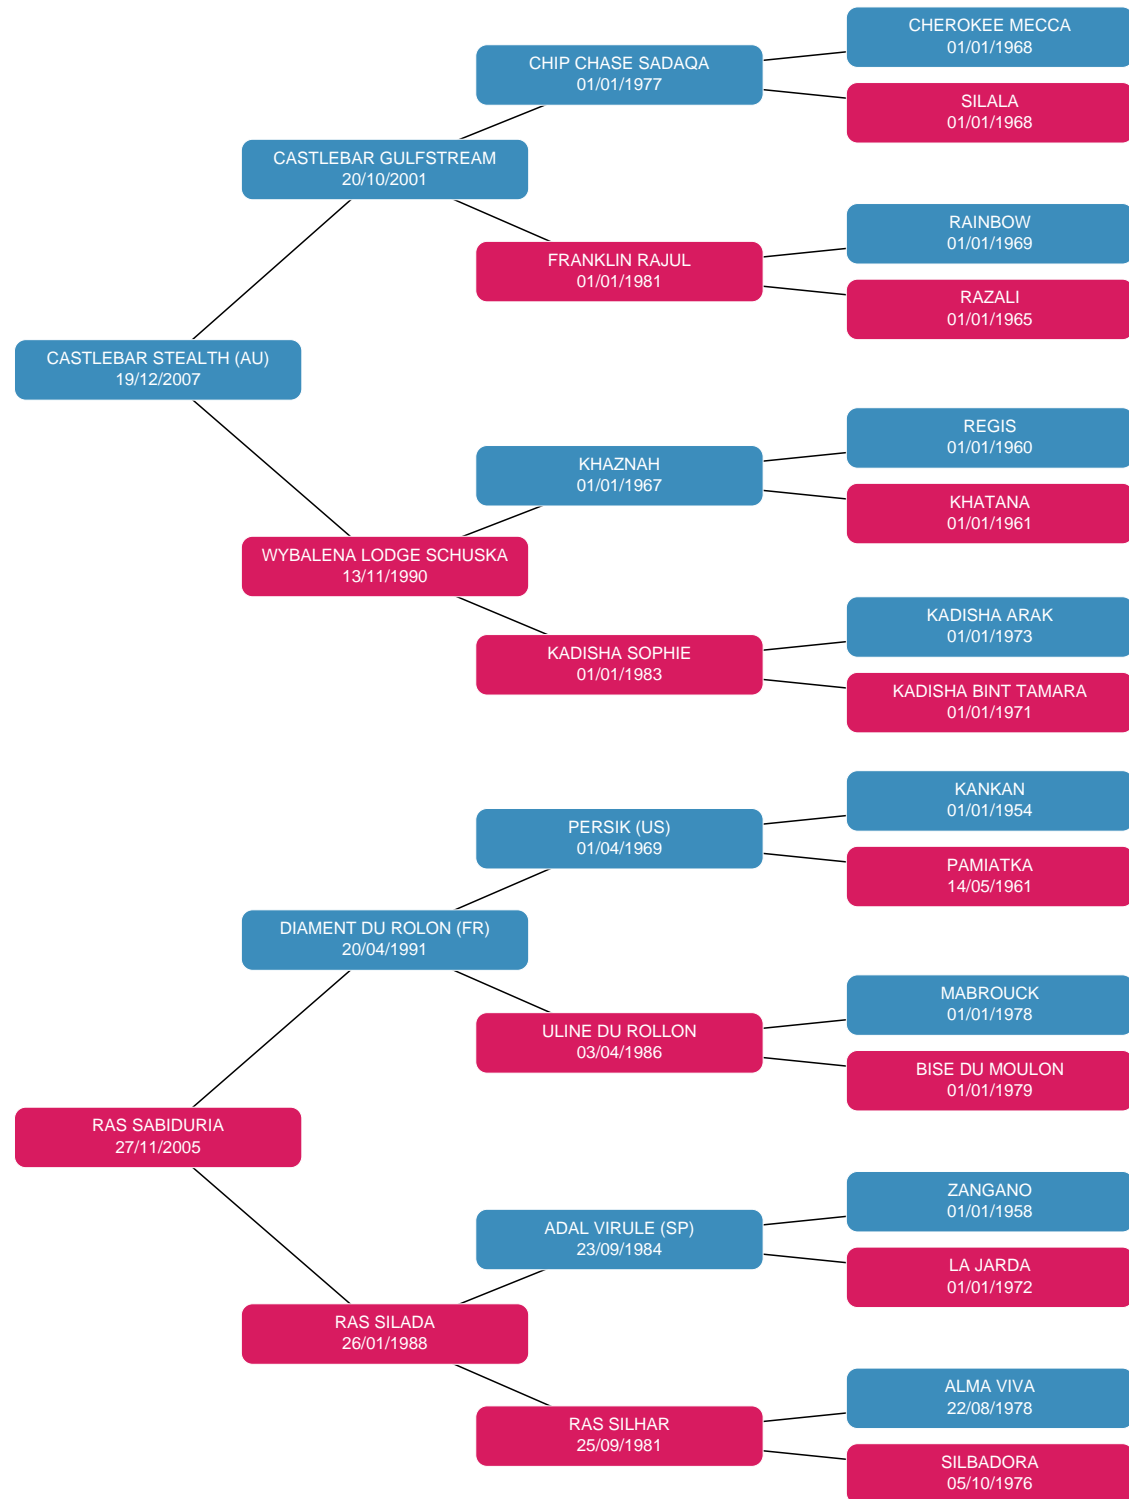 CHEROKEE MECCA
01/01/1968
CHIP CHASE SADAQA
01/01/1977
SILALA
01/01/1968
CASTLEBAR GULFSTREAM
20/10/2001
RAINBOW
01/01/1969
FRANKLIN RAJUL
01/01/1981
RAZALI
01/01/1965
CASTLEBAR STEALTH (AU)
19/12/2007
REGIS
01/01/1960
KHAZNAH
01/01/1967
KHATANA
01/01/1961
WYBALENA LODGE SCHUSKA
13/11/1990
KADISHA ARAK
01/01/1973
KADISHA SOPHIE
01/01/1983
KADISHA BINT TAMARA
01/01/1971
KANKAN
01/01/1954
PERSIK (US)
01/04/1969
PAMIATKA
14/05/1961
DIAMENT DU ROLON (FR)
20/04/1991
MABROUCK
01/01/1978
ULINE DU ROLLON
03/04/1986
BISE DU MOULON
01/01/1979
RAS SABIDURIA
27/11/2005
ZANGANO
01/01/1958
ADAL VIRULE (SP)
23/09/1984
LA JARDA
01/01/1972
RAS SILADA
26/01/1988
ALMA VIVA
22/08/1978
RAS SILHAR
25/09/1981
SILBADORA
05/10/1976